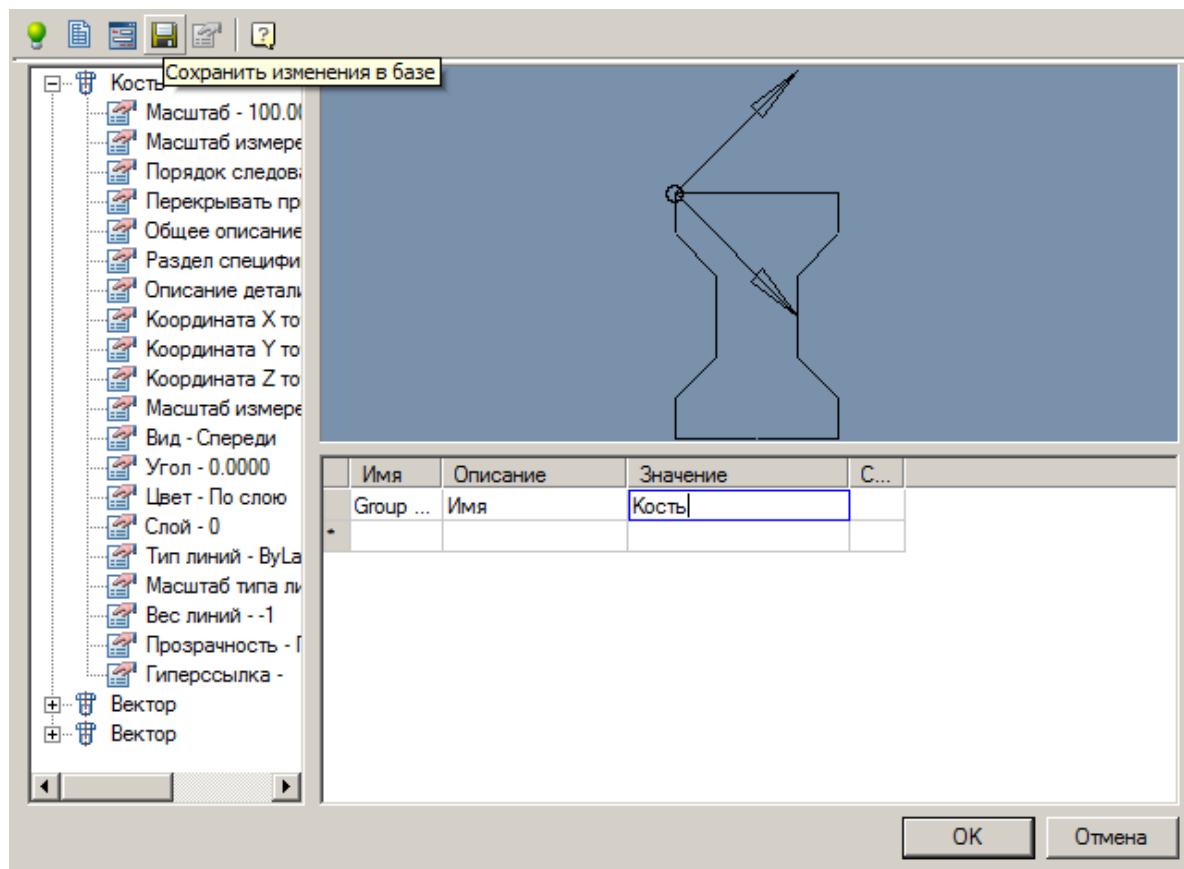 Сохранить изменения в базе
Кость
Масштаб - 100.00
Масштаб измере
Порядок следова
Перекрывать пр
Общее описание
Раздел специфи
Описание детали
Координата X то
Координата Y то
Координата Z то
Масштаб измере
Вид - Спереди
Угол - 0.0000
Цвет - По слою
Слой - 0
Тип линий - ByLa
Масштаб типа ли
Вес линий - -1
Прозрачность - П
Гиперссылка -
Вектор
Вектор
Имя Описание Значение С...
Group ... Имя Кость
OK Отмена